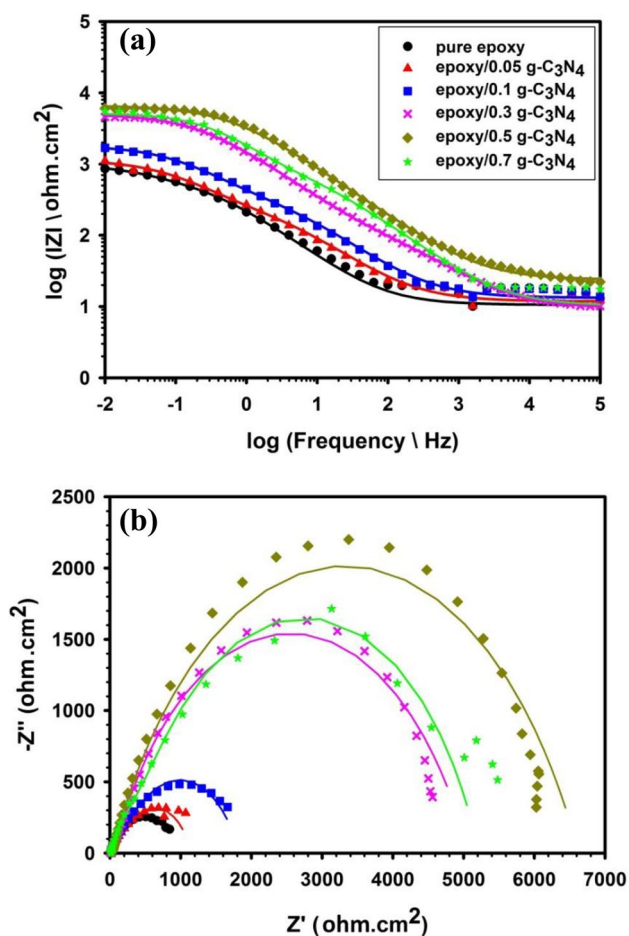 (a)
pure epoxy
epoxy/0.05 g-C₃N₄
epoxy/0.1 g-C₃N₄
epoxy/0.3 g-C₃N₄
epoxy/0.5 g-C₃N₄
epoxy/0.7 g-C₃N₄
5
4
3
2
1
0
log (IZI \ ohm.cm²)
-2 -1 0 1 2 3 4 5
log (Frequency \ Hz)
(b)
2500
2000
1500
1000
500
0
-Z'' (ohm.cm²)
0 1000 2000 3000 4000 5000 6000 7000
Z' (ohm.cm²)